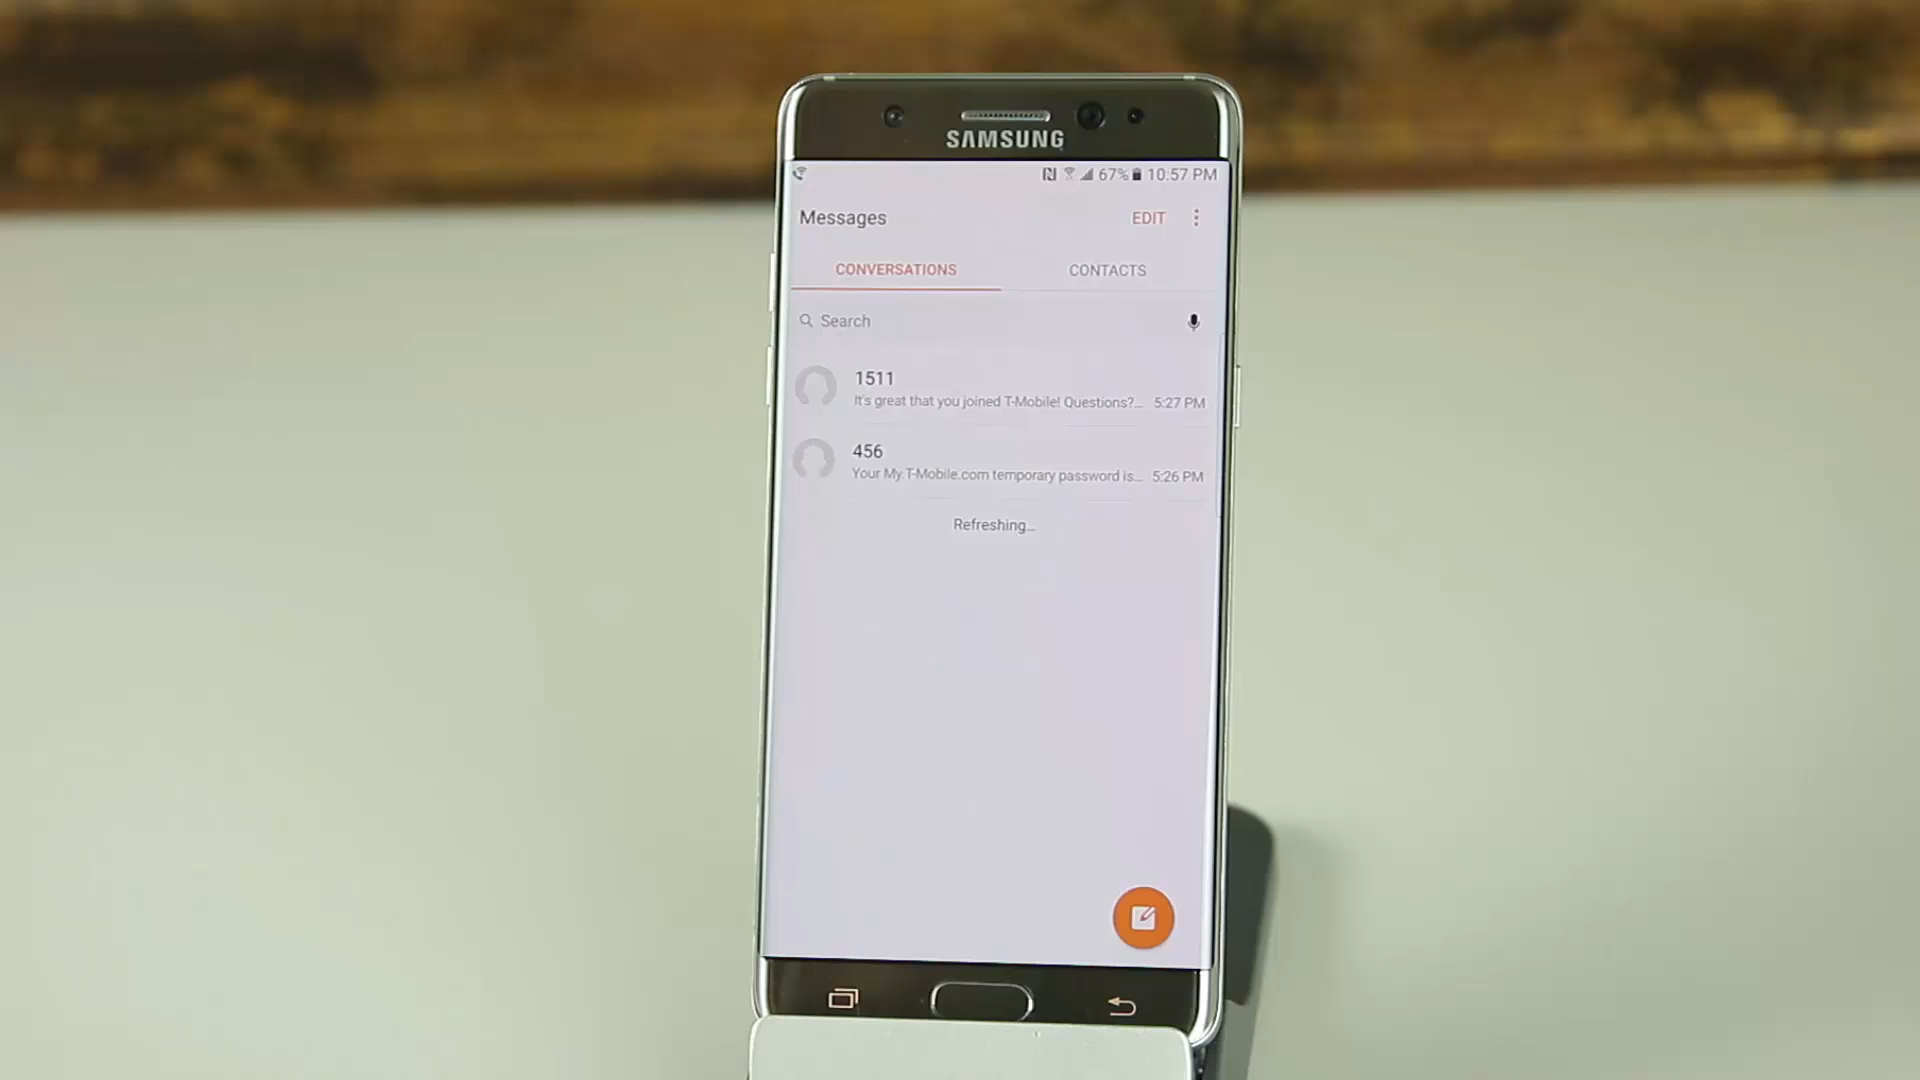 SAMSUNG
67% 10:57 PM
Messages EDIT
CONVERSATIONS CONTACTS
Search
1511
It's great that you joined T-Mobile! Questions?... 5:27 PM
456
Your My.T-Mobile.com temporary password is... 5:26 PM
Refreshing...